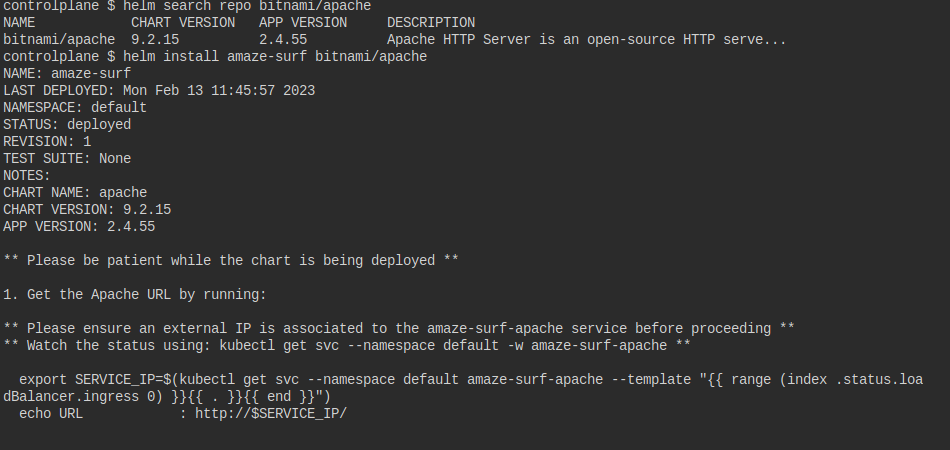 controlplane $ helm search repo bitnami/apache
NAME            CHART VERSION   APP VERSION     DESCRIPTION
bitnami/apache  9.2.15          2.4.55          Apache HTTP Server is an open-source HTTP serve...
controlplane $ helm install amaze-surf bitnami/apache
NAME: amaze-surf
LAST DEPLOYED: Mon Feb 13 11:45:57 2023
NAMESPACE: default
STATUS: deployed
REVISION: 1
TEST SUITE: None
NOTES:
CHART NAME: apache
CHART VERSION: 9.2.15
APP VERSION: 2.4.55

** Please be patient while the chart is being deployed **

1. Get the Apache URL by running:

** Please ensure an external IP is associated to the amaze-surf-apache service before proceeding **
** Watch the status using: kubectl get svc --namespace default -w amaze-surf-apache **

  export SERVICE_IP=$(kubectl get svc --namespace default amaze-surf-apache --template "{{ range (index .status.loa
dBalancer.ingress 0) }}{{ . }}{{ end }}")
  echo URL            : http://$SERVICE_IP/